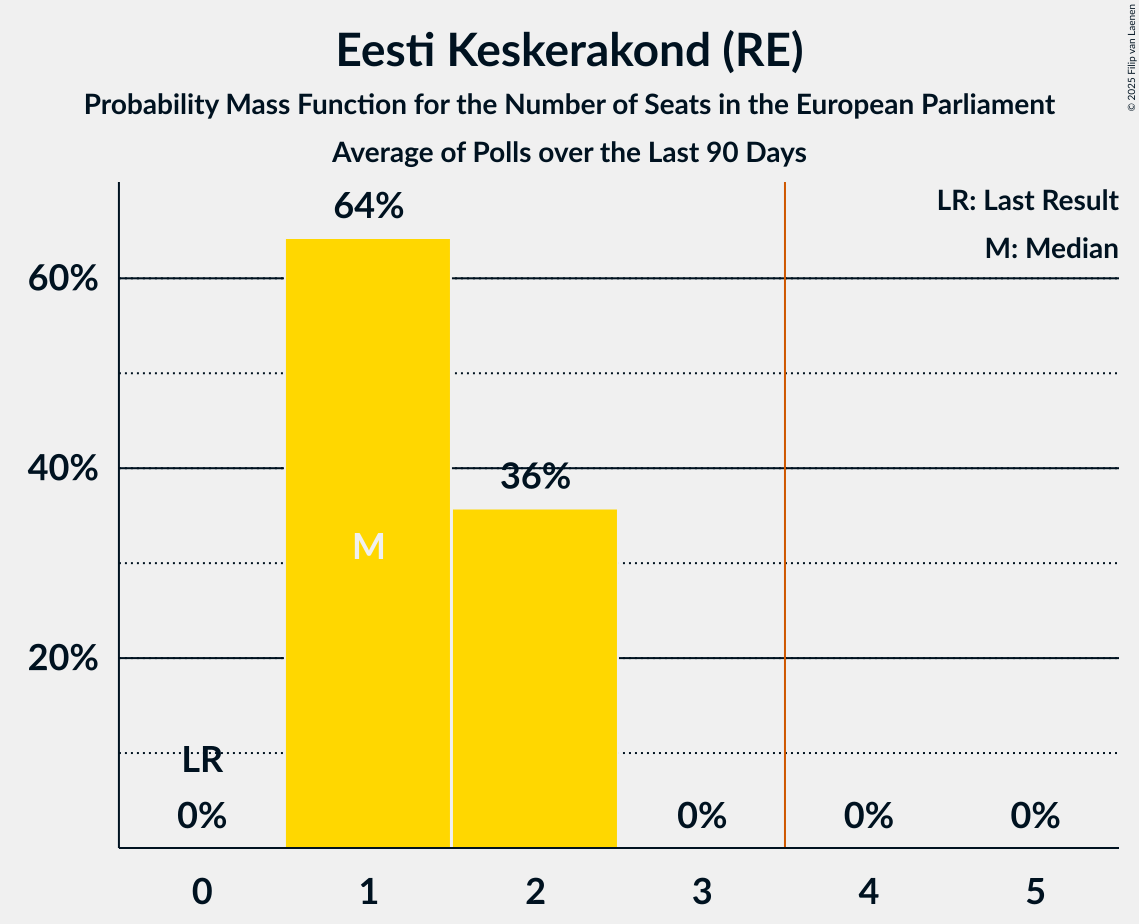 Eesti Keskerakond (RE)
Probability Mass Function for the Number of Seats in the European Parliament
Average of Polls over the Last 90 Days
© 2025 Filip van Laenen
LR: Last Result
M: Median
64%
60%
40%
36%
M
20%
LR
0%
0%
0%
0%
0
1
2
3
4
5